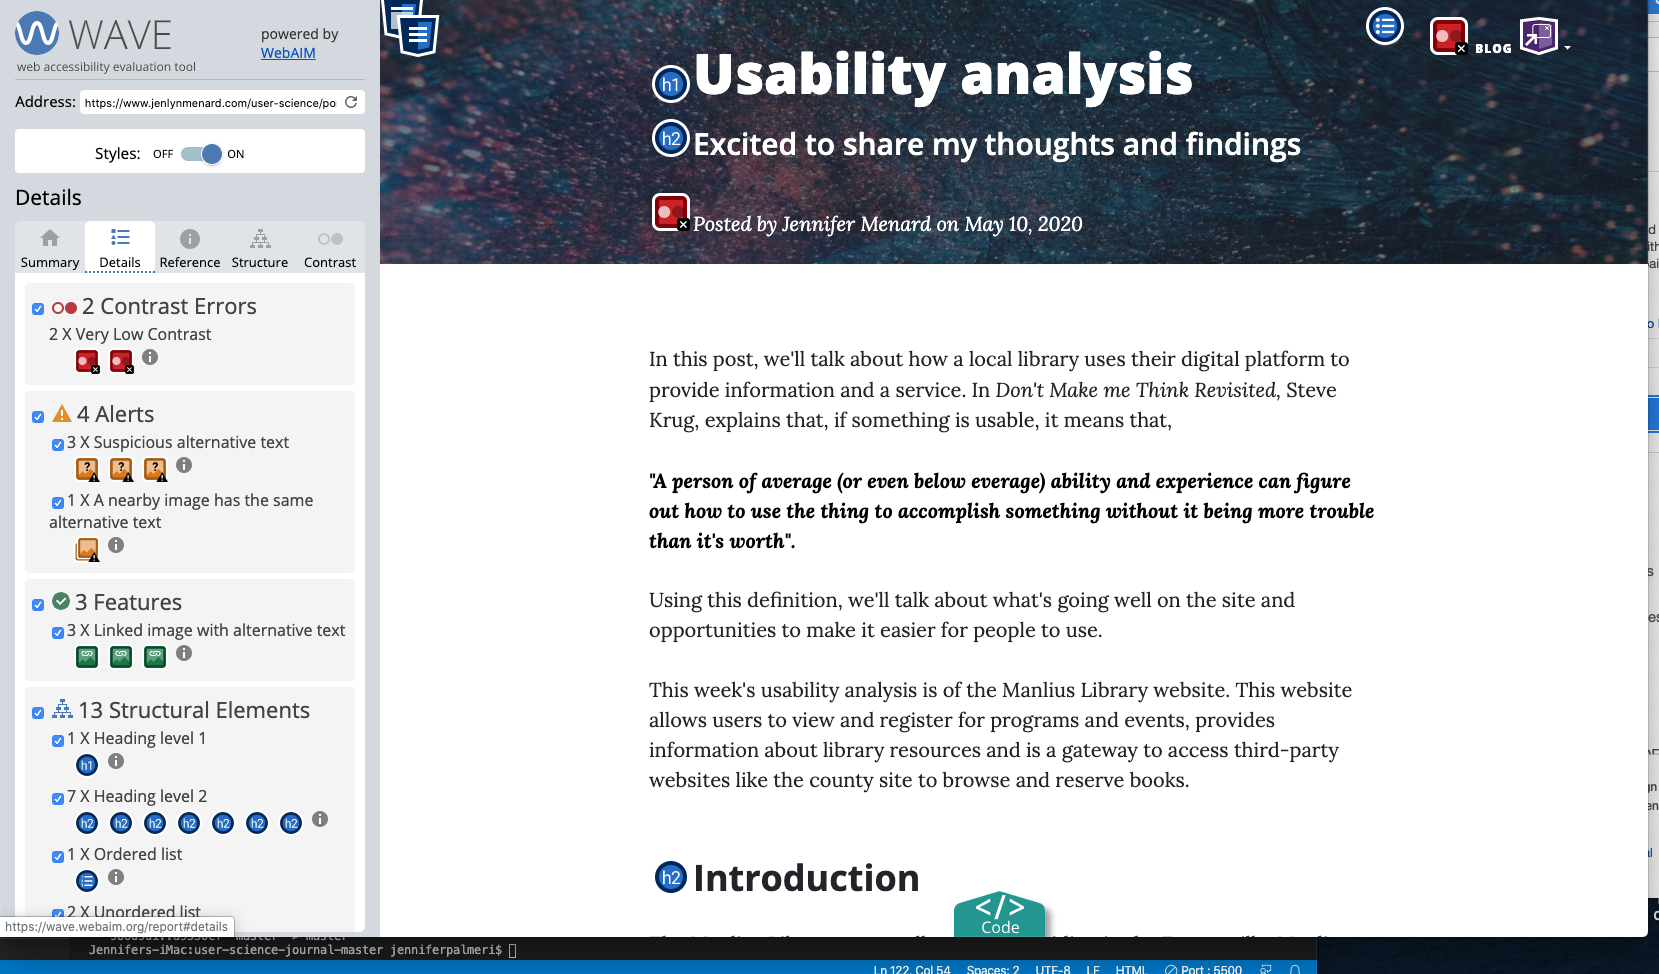 WAVE
powered by
WebAIM
web accessibility evaluation tool
Address: https://www.jenlynmenard.com/user-science/po
Styles: OFF ON
Details
Summary Details Reference Structure Contrast
2 Contrast Errors
2 X Very Low Contrast
4 Alerts
3 X Suspicious alternative text
1 X A nearby image has the same
alternative text
3 Features
3 X Linked image with alternative text
13 Structural Elements
1 X Heading level 1
h1
7 X Heading level 2
h2 h2 h2 h2 h2 h2 h2
1 X Ordered list
2 X Unordered list
https://wave.webaim.org/report#details
BLOG
h1 Usability analysis
h2 Excited to share my thoughts and findings
Posted by Jennifer Menard on May 10, 2020
In this post, we'll talk about how a local library uses their digital platform to
provide information and a service. In Don't Make me Think Revisited, Steve
Krug, explains that, if something is usable, it means that,
"A person of average (or even below everage) ability and experience can figure
out how to use the thing to accomplish something without it being more trouble
than it's worth".
Using this definition, we'll talk about what's going well on the site and
opportunities to make it easier for people to use.
This week's usability analysis is of the Manlius Library website. This website
allows users to view and register for programs and events, provides
information about library resources and is a gateway to access third-party
websites like the county site to browse and reserve books.
h2 Introduction
</>
Code
Jennifers-iMac:user-science-journal-master jenniferpalmeri$
Ln 122, Col 54 Spaces: 2 UTF-8 LF HTML Port : 5500